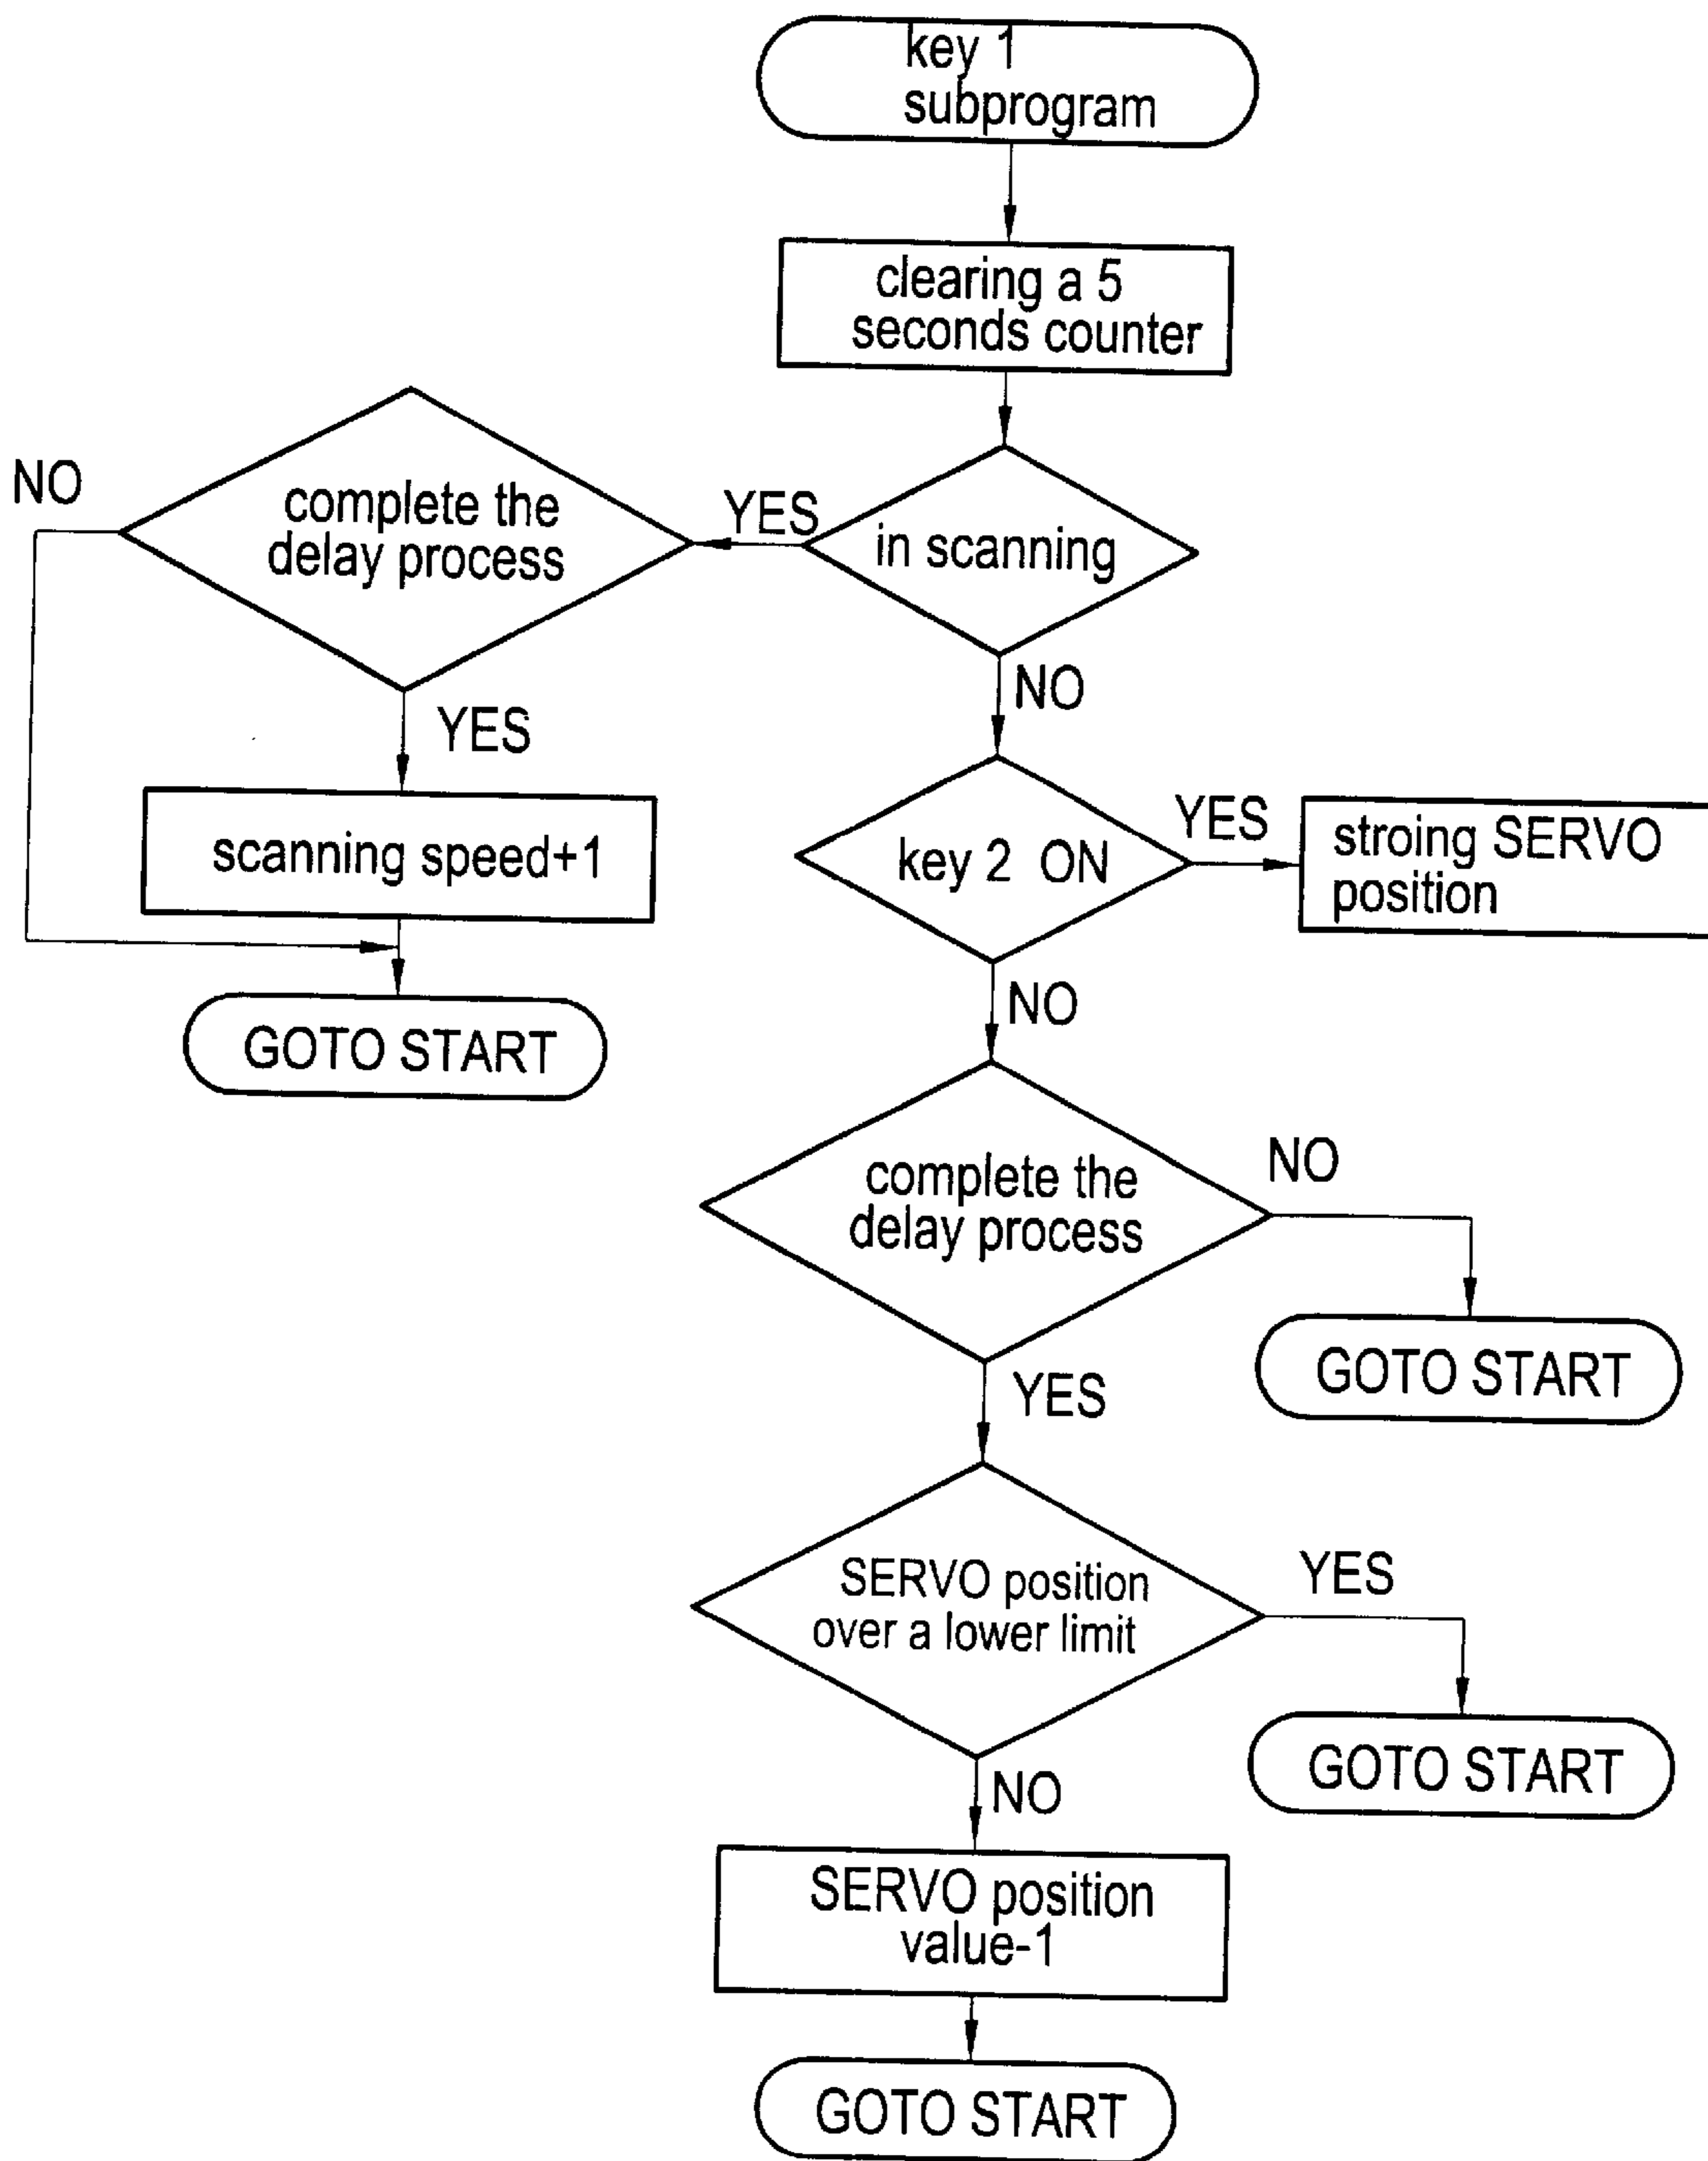 key 1
subprogram
clearing a 5
seconds counter
NO
complete the
delay process
YES
in scanning
NO
YES
scanning speed+1
key 2 ON
YES
stroing SERVO
position
NO
GOTO START
complete the
delay process
NO
GOTO START
YES
SERVO position
over a lower limit
YES
GOTO START
NO
SERVO position
value-1
GOTO START